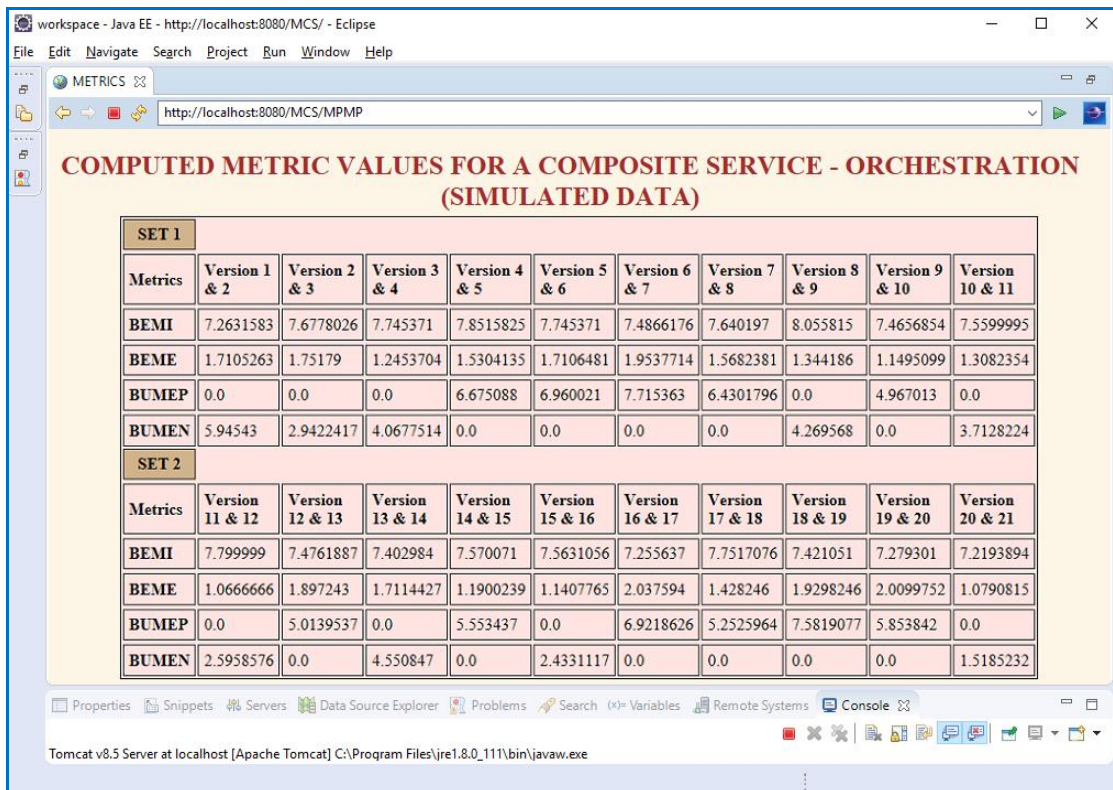 workspace - Java EE - http://localhost:8080/MCS/ - Eclipse
File Edit Navigate Search Project Run Window Help
METRICS
http://localhost:8080/MCS/MPMP
COMPUTED METRIC VALUES FOR A COMPOSITE SERVICE - ORCHESTRATION
(SIMULATED DATA)
SET 1
Metrics Version 1 & 2 Version 2 & 3 Version 3 & 4 Version 4 & 5 Version 5 & 6 Version 6 & 7 Version 7 & 8 Version 8 & 9 Version 9 & 10 Version 10 & 11
BEMI 7.2631583 7.6778026 7.745371 7.8515825 7.745371 7.4866176 7.640197 8.055815 7.4656854 7.5599995
BEME 1.7105263 1.75179 1.2453704 1.5304135 1.7106481 1.9537714 1.5682381 1.344186 1.1495099 1.3082354
BUMEP 0.0 0.0 0.0 6.675088 6.960021 7.715363 6.4301796 0.0 4.967013 0.0
BUMEN 5.94543 2.9422417 4.0677514 0.0 0.0 0.0 0.0 4.269568 0.0 3.7128224
SET 2
Metrics Version 11 & 12 Version 12 & 13 Version 13 & 14 Version 14 & 15 Version 15 & 16 Version 16 & 17 Version 17 & 18 Version 18 & 19 Version 19 & 20 Version 20 & 21
BEMI 7.799999 7.4761887 7.402984 7.570071 7.5631056 7.255637 7.7517076 7.421051 7.279301 7.2193894
BEME 1.0666666 1.897243 1.7114427 1.1900239 1.1407765 2.037594 1.428246 1.9298246 2.0099752 1.0790815
BUMEP 0.0 5.0139537 0.0 5.553437 0.0 6.9218626 5.2525964 7.5819077 5.853842 0.0
BUMEN 2.5958576 0.0 4.550847 0.0 2.4331117 0.0 0.0 0.0 0.0 1.5185232
Properties Snippets Servers Data Source Explorer Problems Search (x)= Variables Remote Systems Console
Tomcat v8.5 Server at localhost [Apache Tomcat] C:\Program Files\jre1.8.0_111\bin\javaw.exe